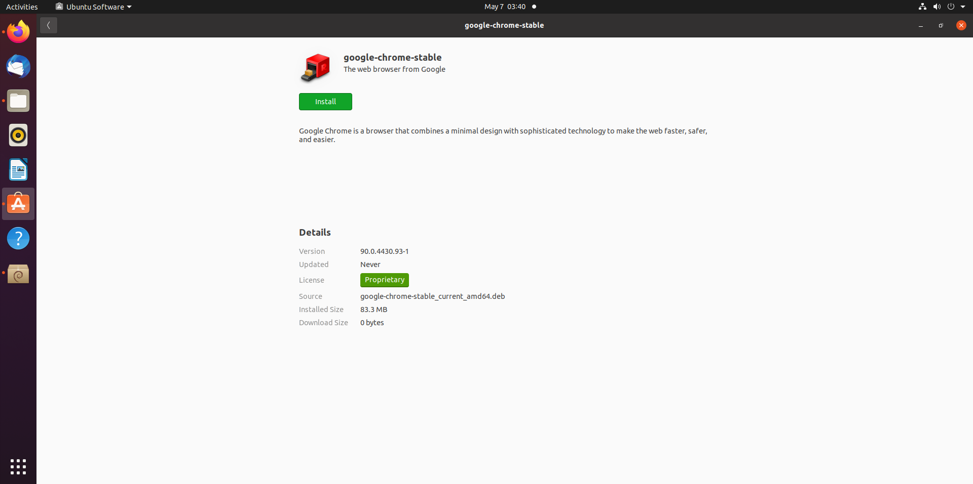 Activities
Ubuntu Software
May 7 03:40
google-chrome-stable
google-chrome-stable
The web browser from Google
Install
Google Chrome is a browser that combines a minimal design with sophisticated technology to make the web faster, safer,
and easier.
Details
Version 90.0.4430.93-1
Updated Never
License Proprietary
Source google-chrome-stable_current_amd64.deb
Installed Size 83.3 MB
Download Size 0 bytes